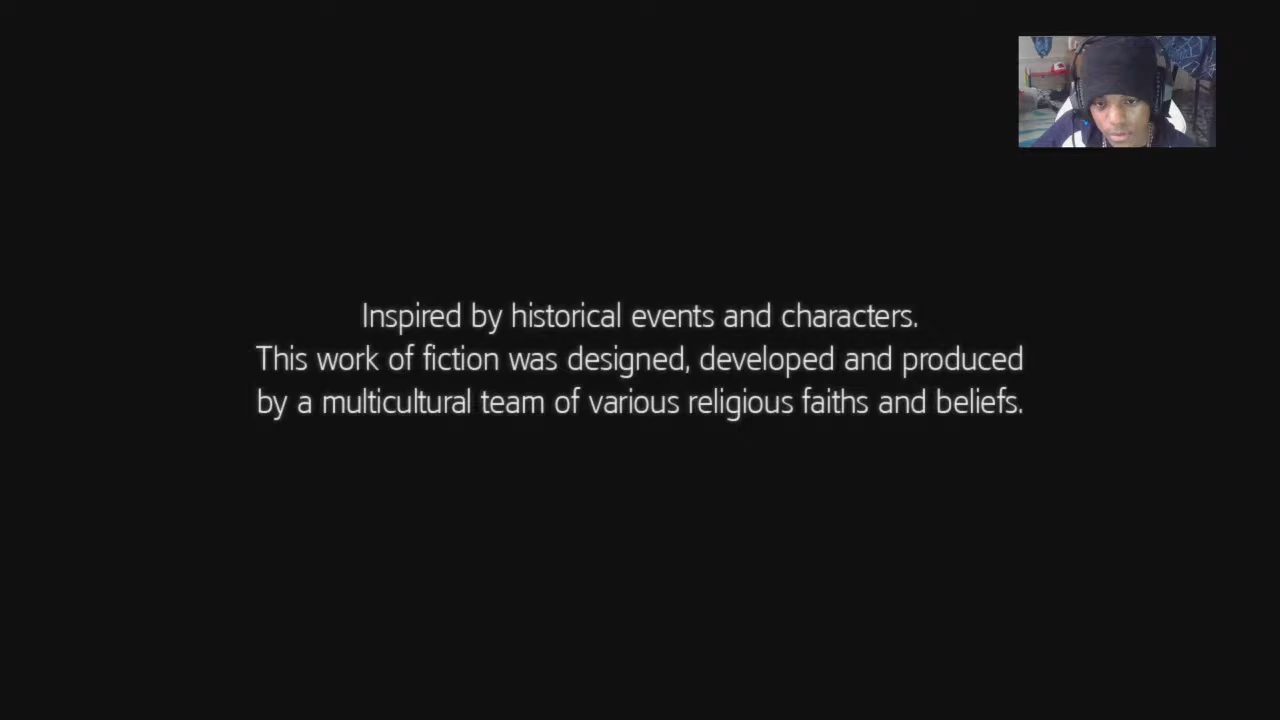 Inspired by historical events and characters.
This work of fiction was designed, developed and produced
by a multicultural team of various religious faiths and beliefs.